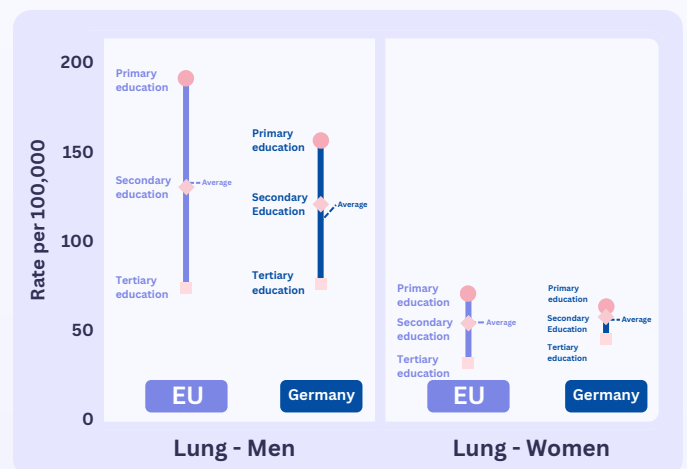 Rate per 100,000
200
150
100
50
0
Primary
education
Secondary
education
Average
Tertiary
education
EU
Primary
education
Secondary
Education
Average
Tertiary
education
Germany
Lung - Men
Primary
education
Secondary
education
Average
Tertiary
education
EU
Primary
education
Secondary
Education
Average
Tertiary
education
Germany
Lung - Women